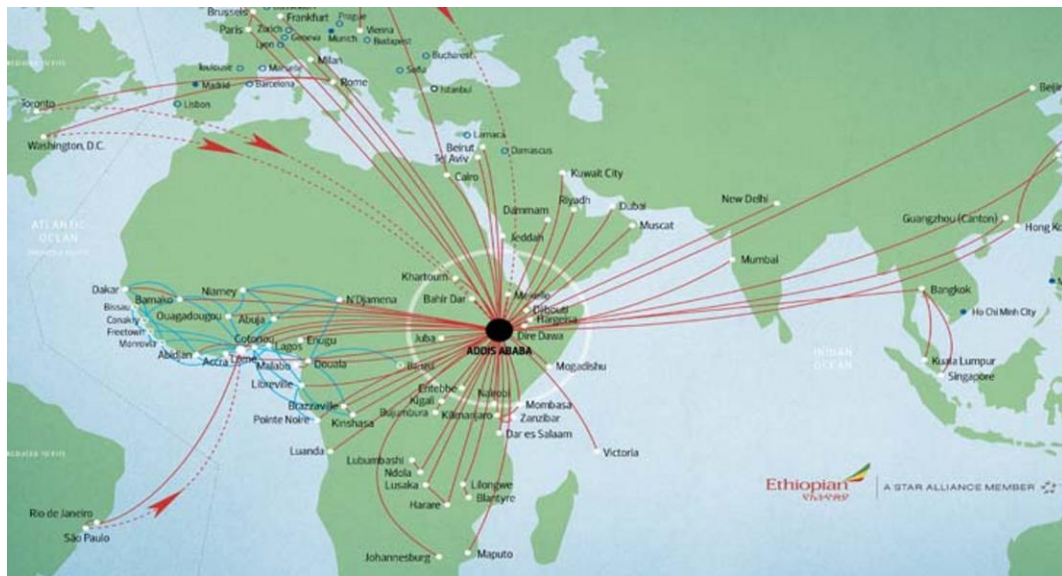 Brussels
Frankfurt
Prague
Paris
Zurich
Geneva
Munich
Vienna
Lyon
Budapest
Milan
Bucharest
Toulouse
Marseille
Sofia
Rome
Madrid
Barcelona
Istanbul
Lisbon
Toronto
Washington, D.C.
Larnaca
Beirut
Tel Aviv
Damascus
Cairo
Kuwait City
Riyadh
Dubai
Dammam
Muscat
Jeddah
New Delhi
Guangzhou (Canton)
Mumbai
ATLANTIC
OCEAN
Khartoum
Bahir Dar
Mekelle
Djibouti
Hargeisa
Dire Dawa
ADDIS ABABA
Dakar
Bamako
Niamey
N'Djamena
Bissau
Ouagadougou
Abuja
Conakry
Freetown
Monrovia
Cotonou
Lagos
Enugu
Abidjan
Accra
Lome
Malabo
Douala
Juba
Bangui
Libreville
Brazzaville
Pointe Noire
Kinshasa
Luanda
Entebbe
Kigali
Bujumbura
Nairobi
Kilimanjaro
Mombasa
Zanzibar
Dar es Salaam
Mogadishu
Victoria
INDIAN
OCEAN
Bangkok
Ho Chi Minh City
Kuala Lumpur
Singapore
Lubumbashi
Ndola
Lusaka
Lilongwe
Blantyre
Harare
Johannesburg
Maputo
Rio de Janeiro
São Paulo
Ethiopian
የኢትዮጵያ
A STAR ALLIANCE MEMBER